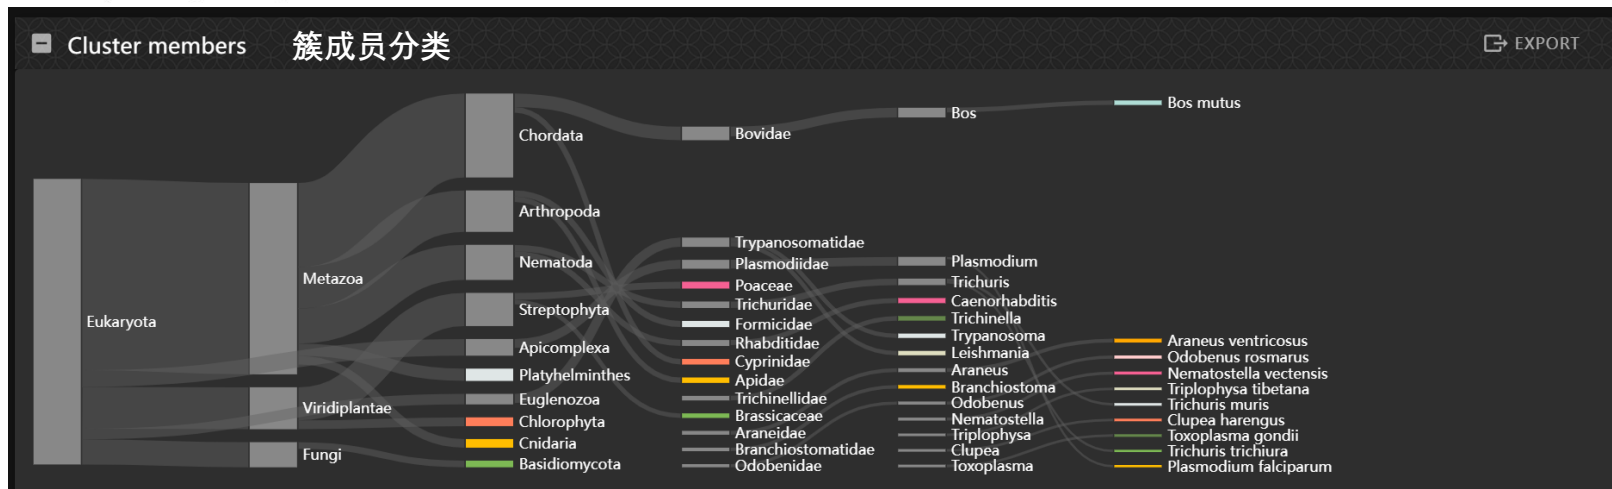 Cluster members 簇成员分类
EXPORT
Eukaryota
Metazoa
Viridiplantae
Fungi
Chordata
Arthropoda
Nematoda
Streptophyta
Apicomplexa
Platyhelminthes
Euglenozoa
Chlorophyta
Cnidaria
Basidiomycota
Bovidae
Trypanosomatidae
Plasmodiidae
Poaceae
Trichuridae
Formicidae
Rhabditidae
Cyprinidae
Apidae
Trichinellidae
Brassicaceae
Araneidae
Branchiostomatidae
Odobenidae
Bos
Plasmodium
Trichuris
Caenorhabditis
Trichinella
Trypanosoma
Leishmania
Araneus
Branchiostoma
Odobenus
Nematostella
Triplophysa
Clupea
Toxoplasma
Bos mutus
Araneus ventricosus
Odobenus rosmarus
Nematostella vectensis
Triplophysa tibetana
Trichuris muris
Clupea harengus
Toxoplasma gondii
Trichuris trichiura
Plasmodium falciparum